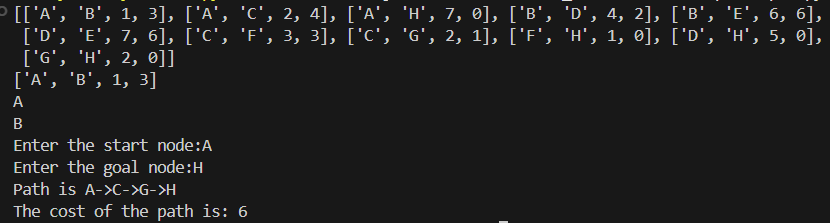 [['A', 'B', 1, 3], ['A', 'C', 2, 4], ['A', 'H', 7, 0], ['B', 'D', 4, 2], ['B', 'E', 6, 6],
['D', 'E', 7, 6], ['C', 'F', 3, 3], ['C', 'G', 2, 1], ['F', 'H', 1, 0], ['D', 'H', 5, 0],
['G', 'H', 2, 0]]
['A', 'B', 1, 3]
A
B
Enter the start node:A
Enter the goal node:H
Path is A->C->G->H
The cost of the path is: 6